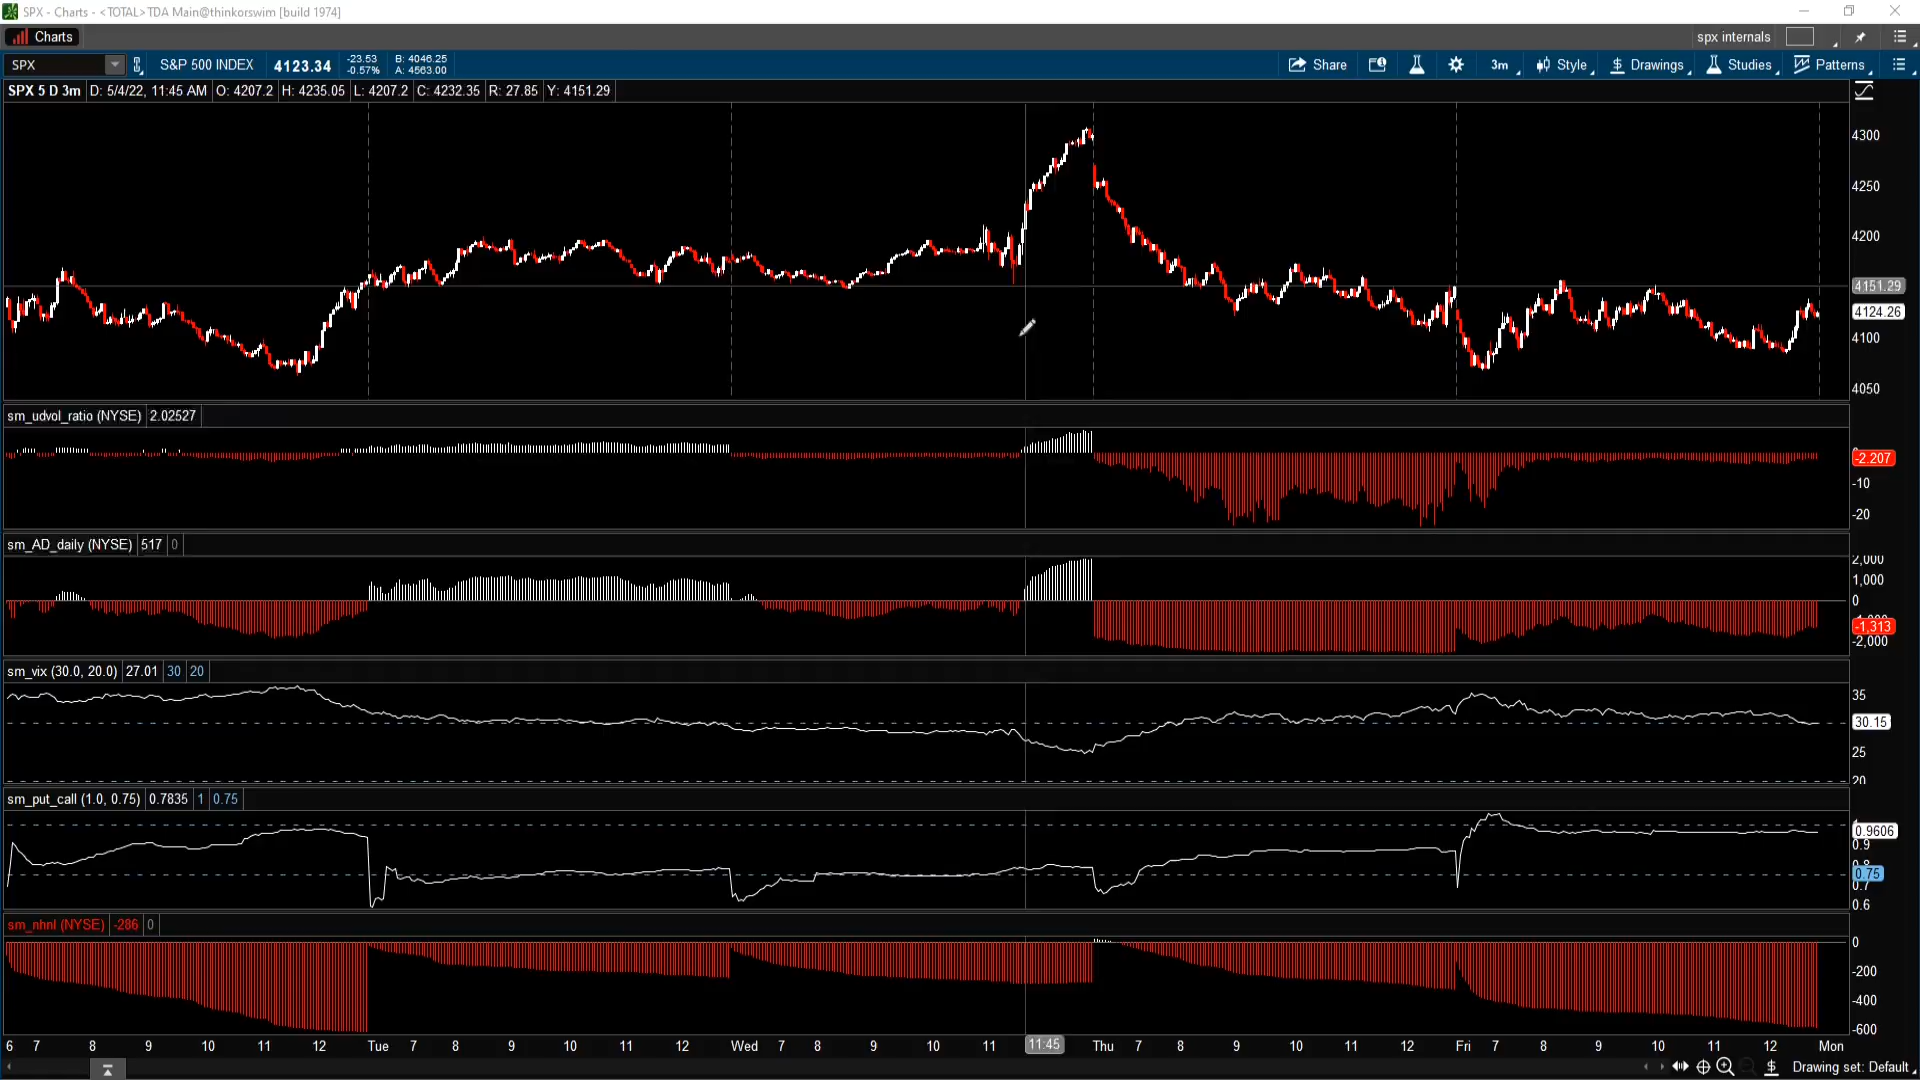 SPX - Charts - <TOTAL> TDA Main@thinkorswim [build 1974]
Charts
spx internals
SPX
S&P 500 INDEX
4123.34
-23.53
-0.57%
B: 4046.25
A: 4563.00
Share
3m
Style
Drawings
Studies
Patterns
SPX 5 D 3m
D: 5/4/22, 11:45 AM
O: 4207.2
H: 4235.05
L: 4207.2
C: 4232.35
R: 27.85
Y: 4151.29
4300
4250
4200
4151.29
4124.26
4100
4050
sm_udvol_ratio (NYSE) 2.02527
-2.207
-10
-20
sm_AD_daily (NYSE) 517 0
2,000
1,000
0
-1,313
-2,000
sm_vix (30.0, 20.0) 27.01 30 20
35
30.15
25
20
sm_put_call (1.0, 0.75) 0.7835 1 0.75
0.9606
0.9
0.75
0.6
sm_nhnl (NYSE) -286 0
0
-200
-400
-600
6 7 8 9 10 11 12 Tue 7 8 9 10 11 12 Wed 7 8 9 10 11 11:45 Thu 7 8 9 10 11 12 Fri 7 8 9 10 11 12 Mon
Drawing set: Default